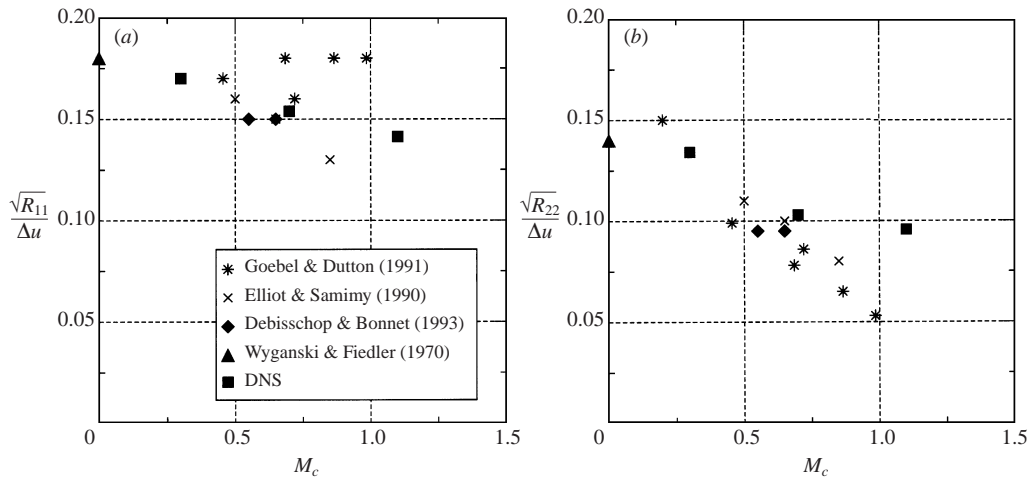 0.20
(a)
0.15
√R11
Δu
0.10
0.05
0
0.5
1.0
1.5
Mc
Goebel & Dutton (1991)
Elliot & Samimy (1990)
Debisschop & Bonnet (1993)
Wyganski & Fiedler (1970)
DNS
0.20
(b)
0.15
√R22
Δu
0.10
0.05
0
0.5
1.0
1.5
Mc